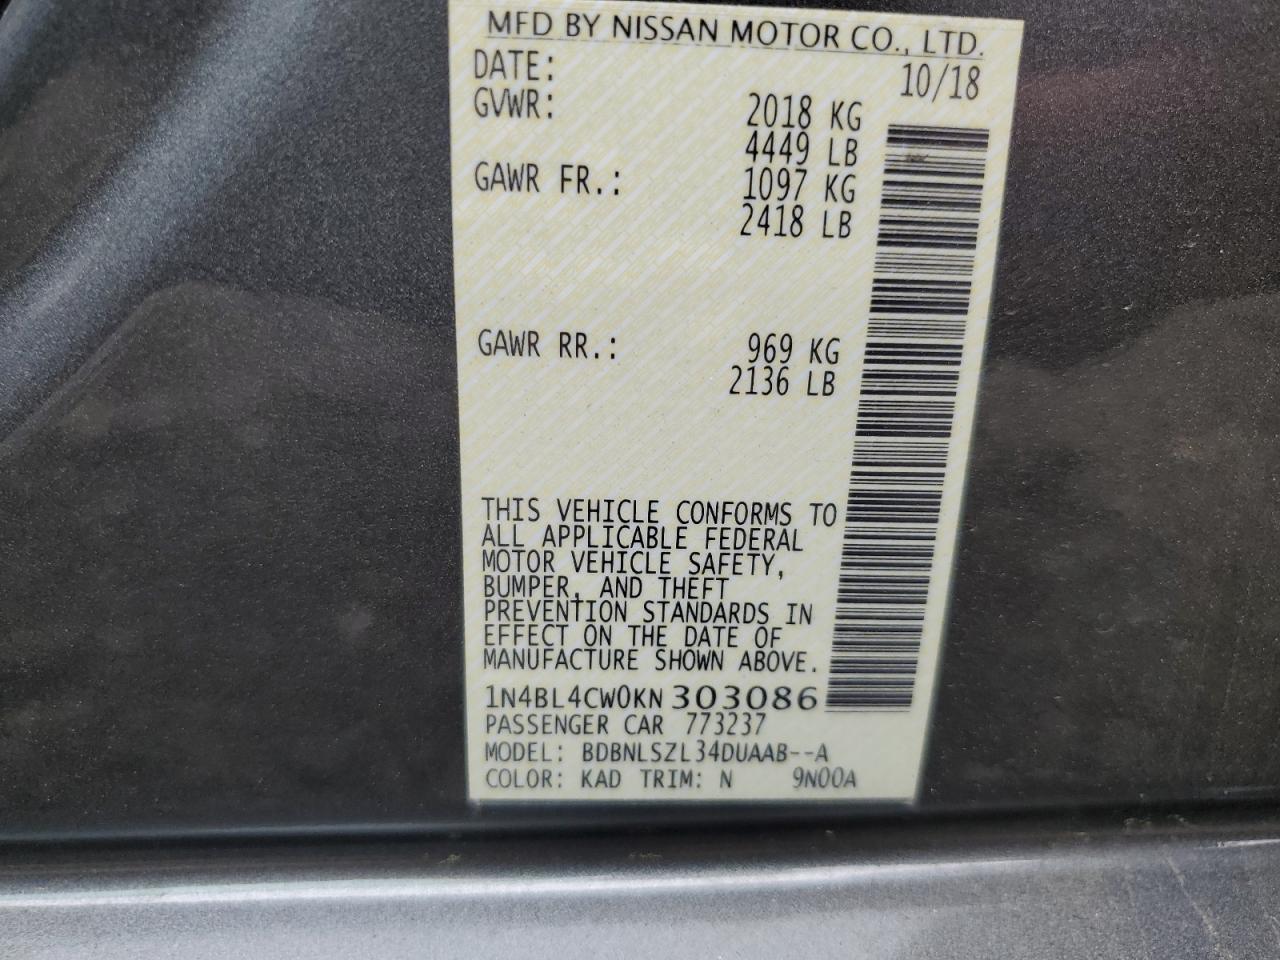 MFD BY NISSAN MOTOR CO., LTD.
DATE: 10/18
GVWR: 2018 KG
4449 LB
GAWR FR.: 1097 KG
2418 LB
GAWR RR.: 969 KG
2136 LB
THIS VEHICLE CONFORMS TO
ALL APPLICABLE FEDERAL
MOTOR VEHICLE SAFETY,
BUMPER, AND THEFT
PREVENTION STANDARDS IN
EFFECT ON THE DATE OF
MANUFACTURE SHOWN ABOVE.
1N4BL4CW0KN303086
PASSENGER CAR 773237
MODEL: BDBNLSZL34DUAAB--A
COLOR: KAD TRIM: N 9N00A